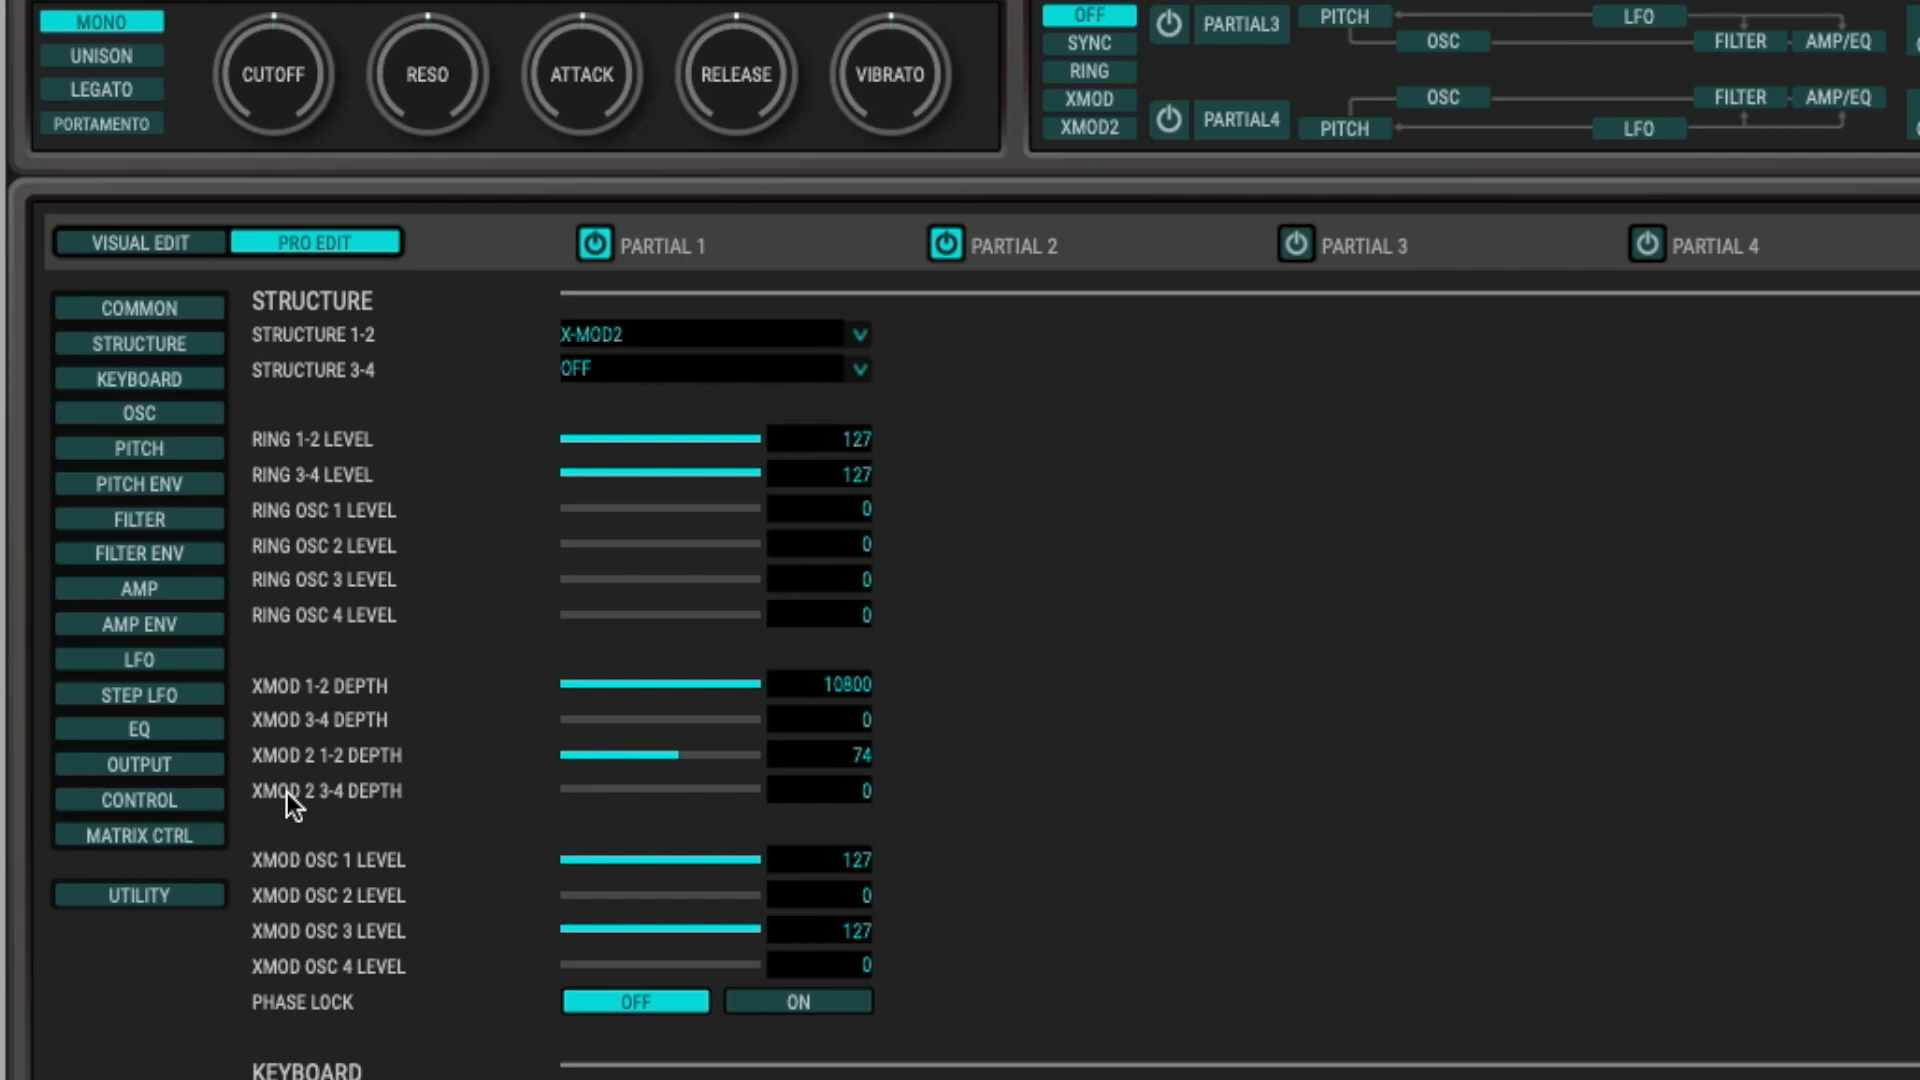 MONO
UNISON
LEGATO
PORTAMENTO
CUTOFF RESO ATTACK RELEASE VIBRATO
OFF
SYNC
RING
XMOD
XMOD2
PARTIAL3 PITCH LFO
OSC FILTER AMP/EQ
OSC FILTER AMP/EQ
PARTIAL4 PITCH LFO
VISUAL EDIT PRO EDIT PARTIAL 1 PARTIAL 2 PARTIAL 3 PARTIAL 4
COMMON
STRUCTURE
KEYBOARD
OSC
PITCH
PITCH ENV
FILTER
FILTER ENV
AMP
AMP ENV
LFO
STEP LFO
EQ
OUTPUT
CONTROL
MATRIX CTRL
UTILITY
STRUCTURE
STRUCTURE 1-2 X-MOD2
STRUCTURE 3-4 OFF
RING 1-2 LEVEL 127
RING 3-4 LEVEL 127
RING OSC 1 LEVEL 0
RING OSC 2 LEVEL 0
RING OSC 3 LEVEL 0
RING OSC 4 LEVEL 0
XMOD 1-2 DEPTH 10800
XMOD 3-4 DEPTH 0
XMOD 2 1-2 DEPTH 74
XMOD 2 3-4 DEPTH 0
XMOD OSC 1 LEVEL 127
XMOD OSC 2 LEVEL 0
XMOD OSC 3 LEVEL 127
XMOD OSC 4 LEVEL 0
PHASE LOCK OFF ON
KEYBOARD